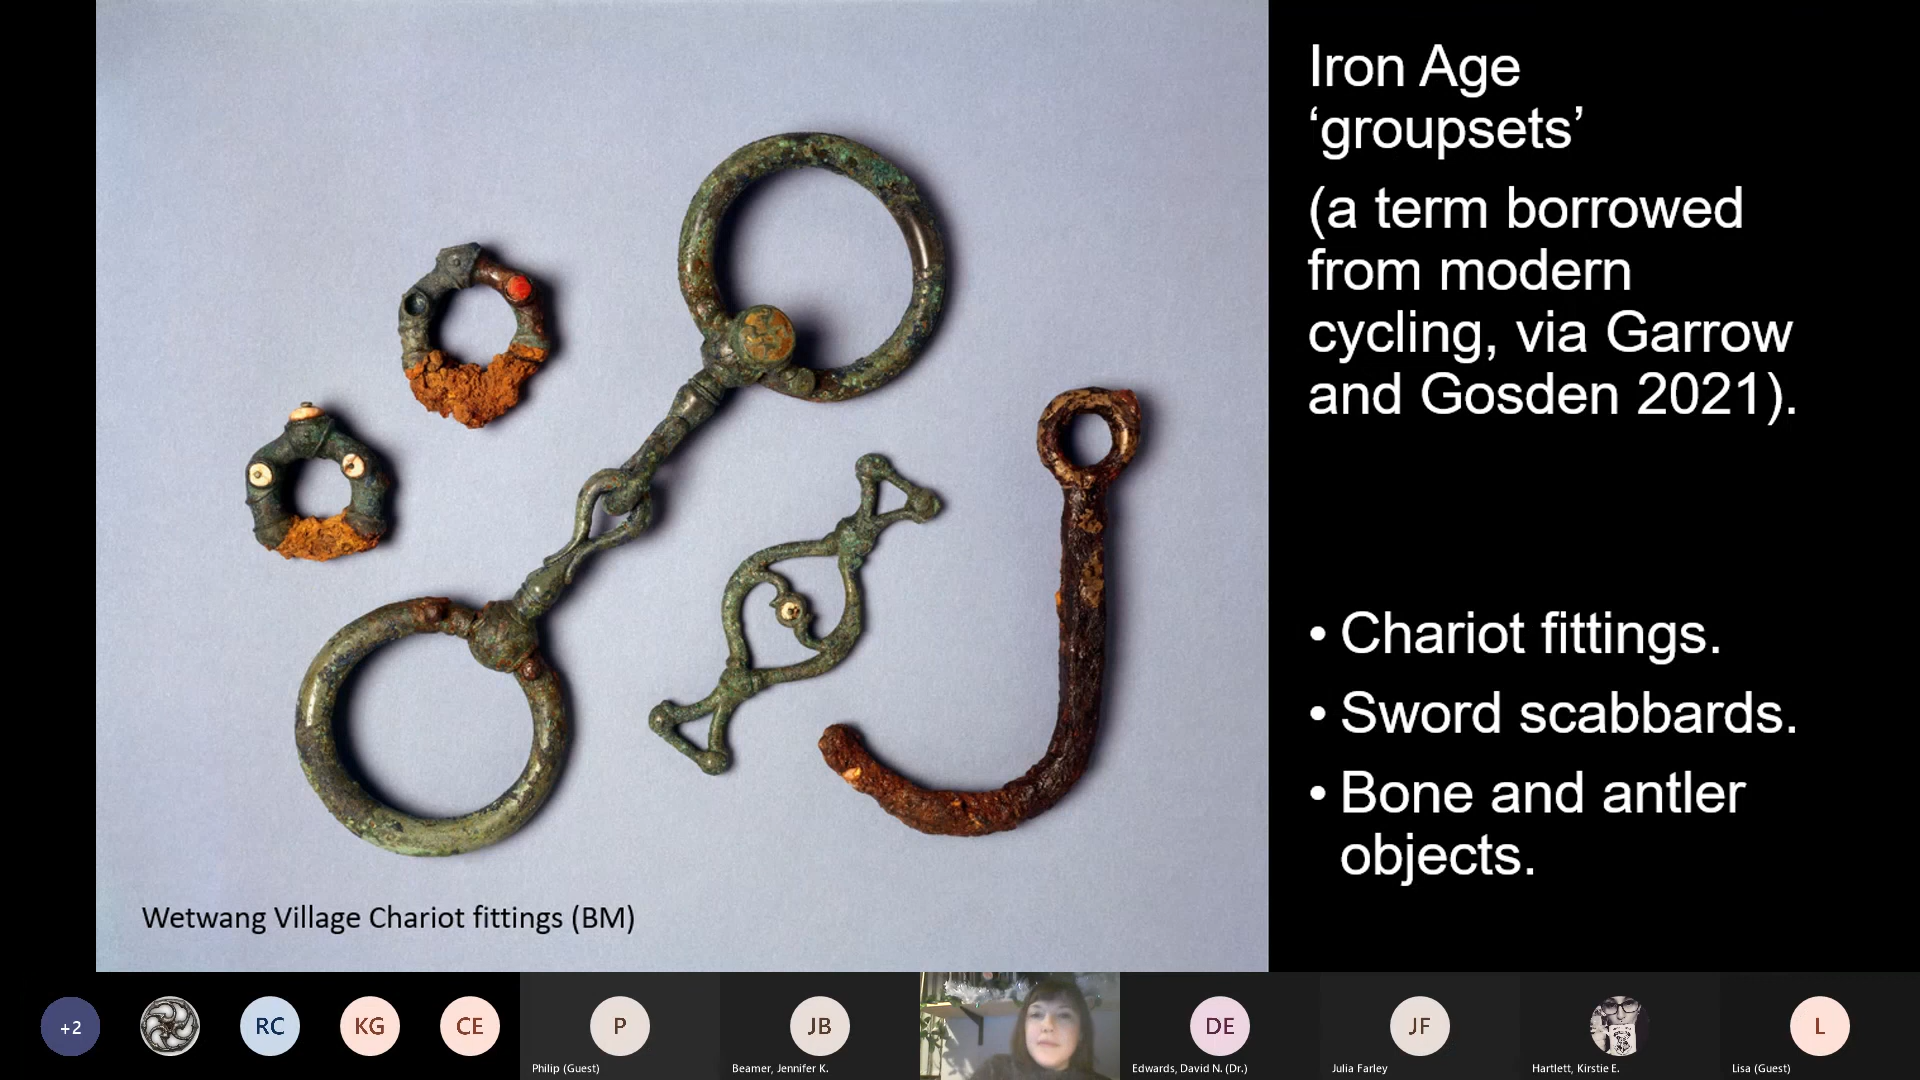 Iron Age
‘groupsets’
(a term borrowed
from modern
cycling, via Garrow
and Gosden 2021).
• Chariot fittings.
• Sword scabbards.
• Bone and antler
objects.
Wetwang Village Chariot fittings (BM)
+2
RC
KG
CE
P
Philip (Guest)
JB
Beamer, Jennifer K.
DE
Edwards, David N. (Dr.)
JF
Julia Farley
Hartlett, Kirstie E.
L
Lisa (Guest)